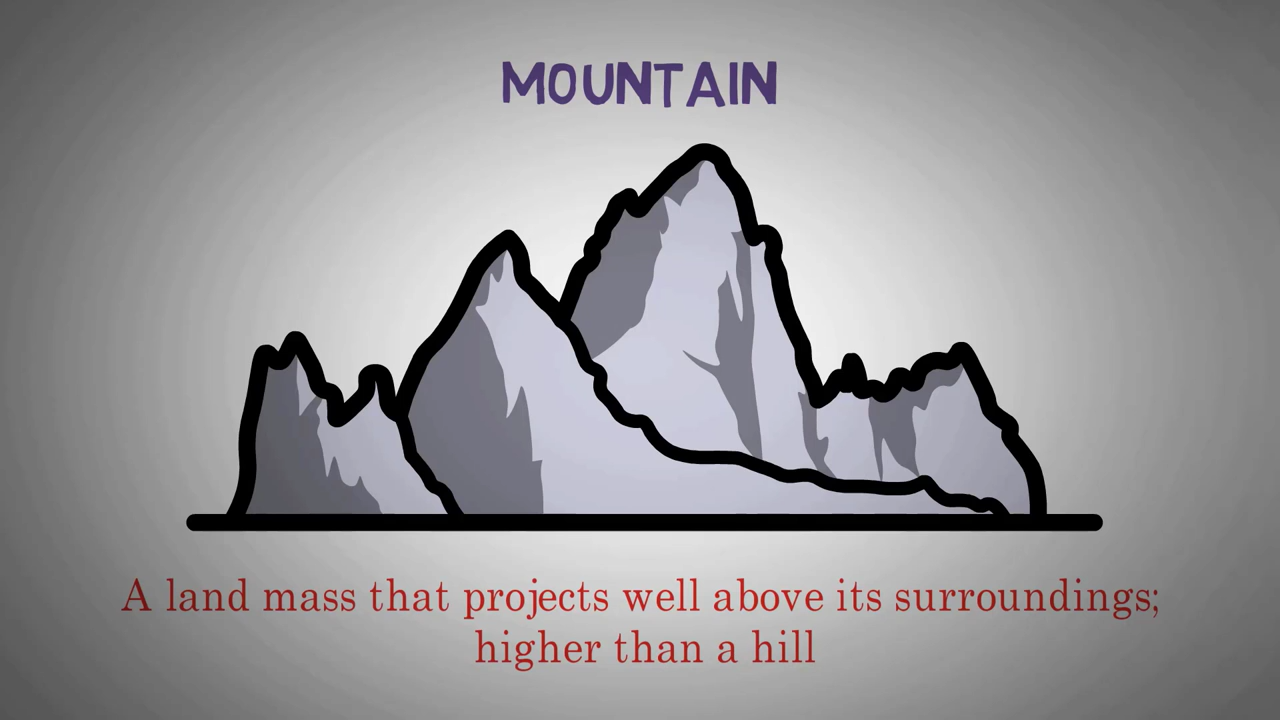 MOUNTAIN
A land mass that projects well above its surroundings;
higher than a hill